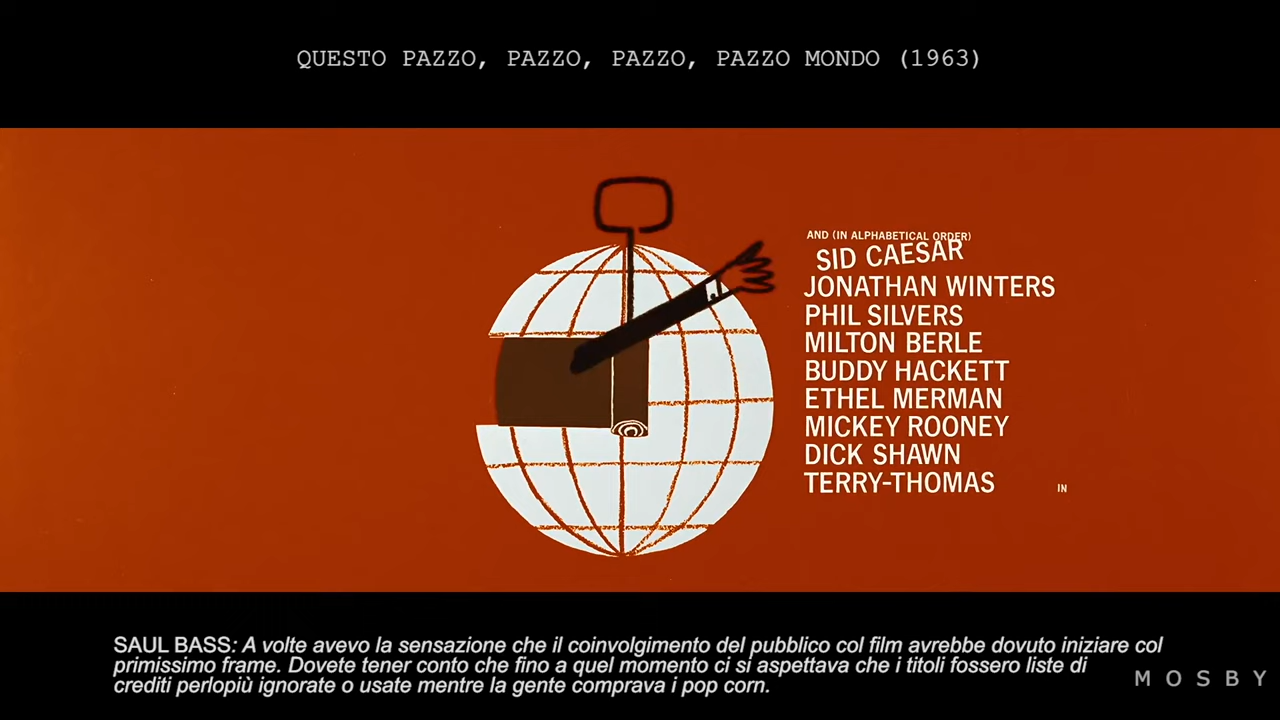 QUESTO PAZZO, PAZZO, PAZZO, PAZZO MONDO (1963)
AND (IN ALPHABETICAL ORDER)
SID CAESAR
JONATHAN WINTERS
PHIL SILVERS
MILTON BERLE
BUDDY HACKETT
ETHEL MERMAN
MICKEY ROONEY
DICK SHAWN
TERRY-THOMAS
IN
SAUL BASS: A volte avevo la sensazione che il coinvolgimento del pubblico col film avrebbe dovuto iniziare col
primissimo frame. Dovete tener conto che fino a quel momento ci si aspettava che i titoli fossero liste di
crediti perlopiù ignorate o usate mentre la gente comprava i pop corn.
MOSBY